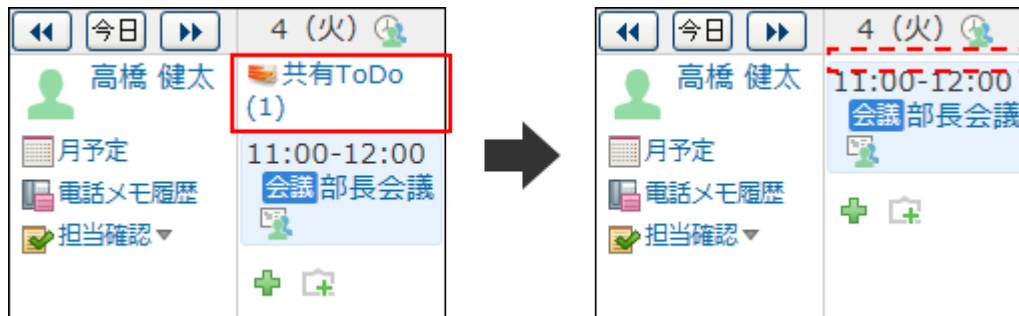 今日
4 (火)
高橋 健太
共有ToDo
(1)
月予定
11:00-12:00
電話メモ履歴
会議 部長会議
担当確認▼
今日
4 (火)
高橋 健太
11:00-12:00
会議 部長会議
月予定
電話メモ履歴
担当確認▼